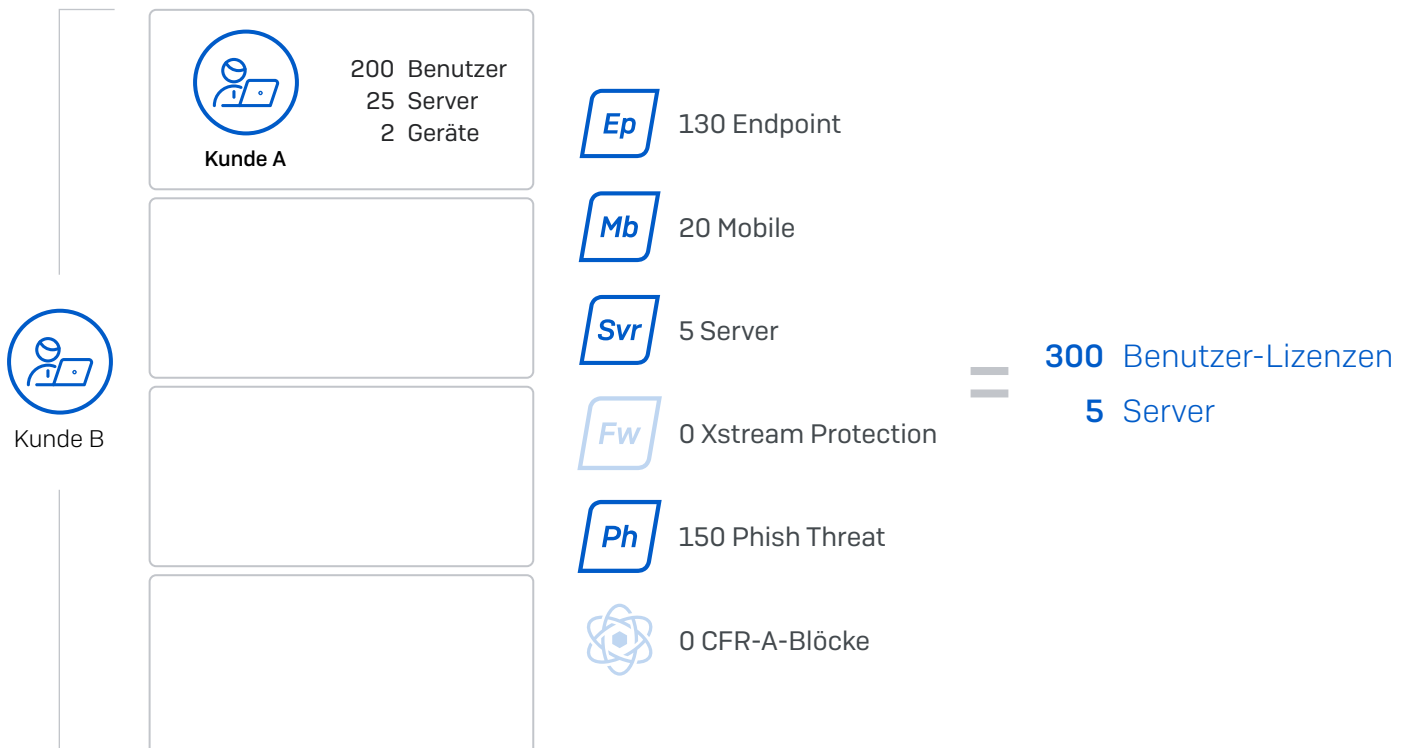 200 Benutzer
25 Server
2 Geräte
Kunde A
Kunde B
Ep 130 Endpoint
Mb 20 Mobile
Svr 5 Server
Fw 0 Xstream Protection
Ph 150 Phish Threat
0 CFR-A-Blöcke
=
300 Benutzer-Lizenzen
5 Server